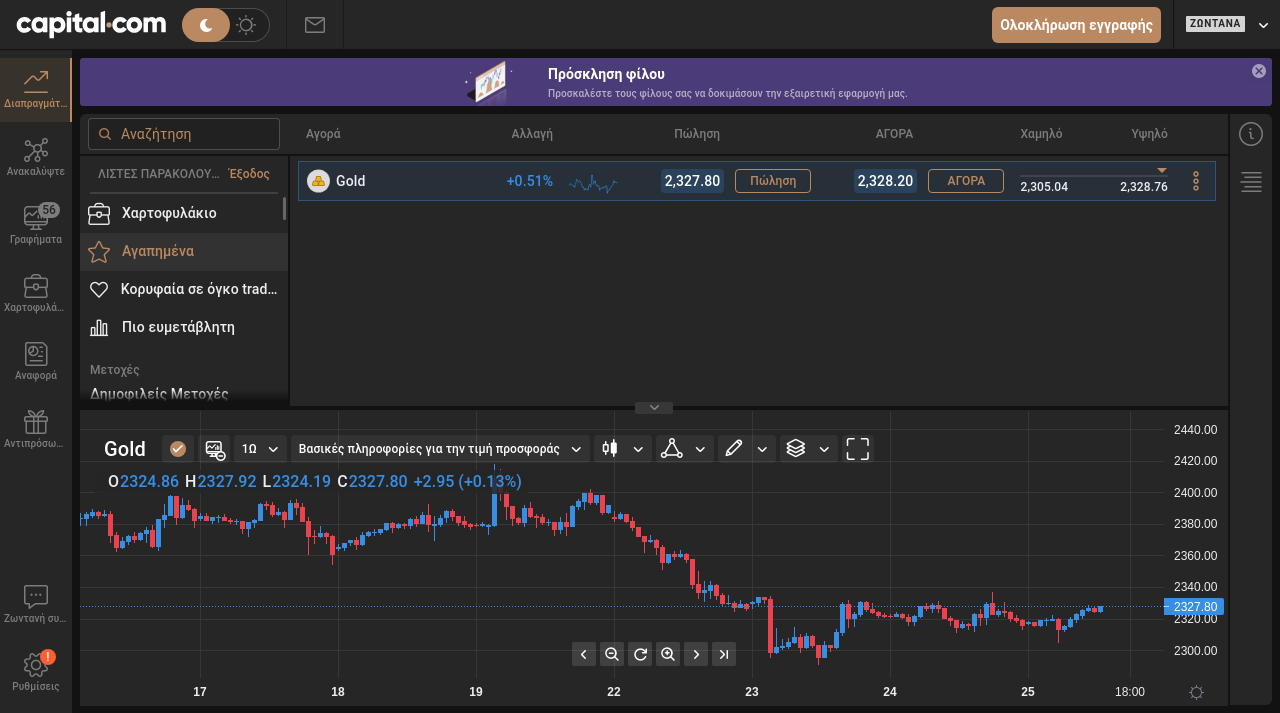 capital.com
Ολοκλήρωση εγγραφής
ΖΩΝΤΑΝΑ
Πρόσκληση φίλου
Προσκαλέστε τους φίλους σας να δοκιμάσουν την εξαιρετική εφαρμογή μας.
Διαπραγμάτ...
Ανακαλύψτε
56
Γραφήματα
Χαρτοφυλά...
Αναφορά
Αντιπρόσω...
Ζωντανή συ...
!
Ρυθμίσεις
Αναζήτηση
ΛΙΣΤΕΣ ΠΑΡΑΚΟΛΟΥ... Έξοδος
Χαρτοφυλάκιο
Αγαπημένα
Κορυφαία σε όγκο trad...
Πιο ευμετάβλητη
Μετοχές
Δημοφιλείς Μετοχές
Αγορά Αλλαγή Πώληση ΑΓΟΡΑ Χαμηλό Υψηλό
Gold +0.51% 2,327.80 Πώληση 2,328.20 ΑΓΟΡΑ 2,305.04 2,328.76
Gold 1Ω Βασικές πληροφορίες για την τιμή προσφοράς
O2324.86 H2327.92 L2324.19 C2327.80 +2.95 (+0.13%)
2440.00
2420.00
2400.00
2380.00
2360.00
2340.00
2327.80
2320.00
2300.00
17 18 19 22 23 24 25 18:00